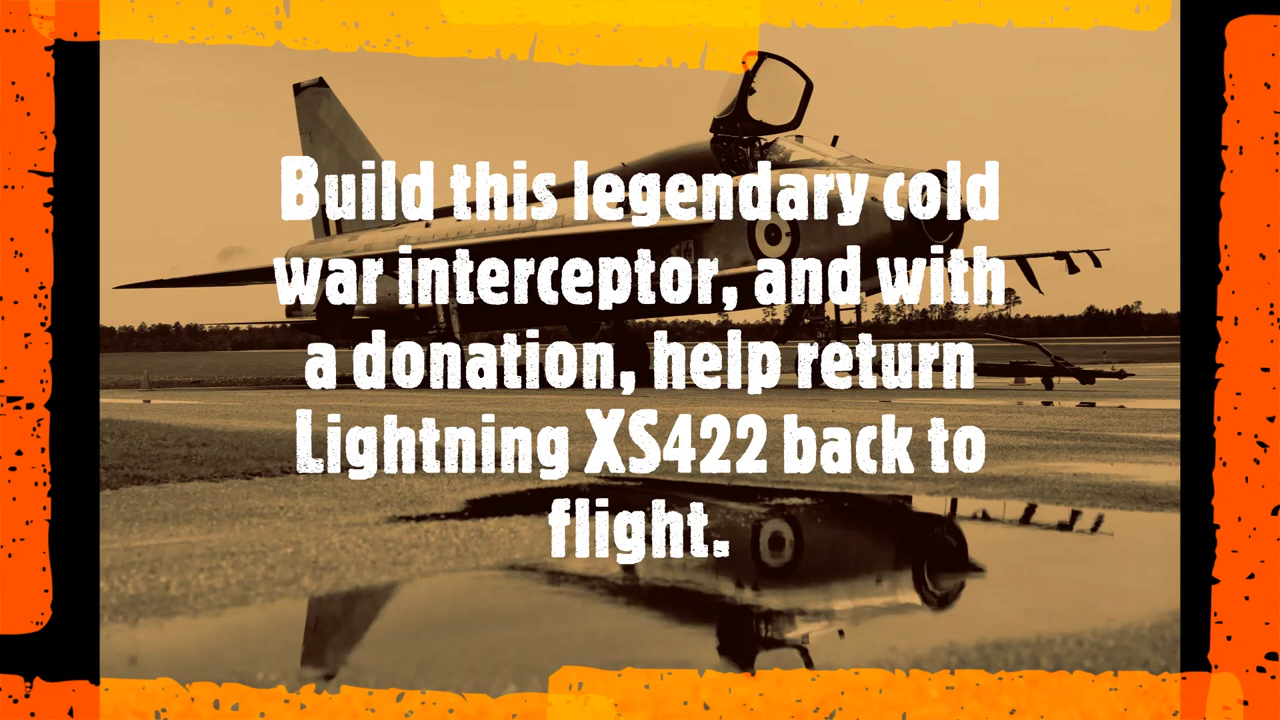 Build this legendary cold
war interceptor, and with
a donation, help return
Lightning XS422 back to
flight.